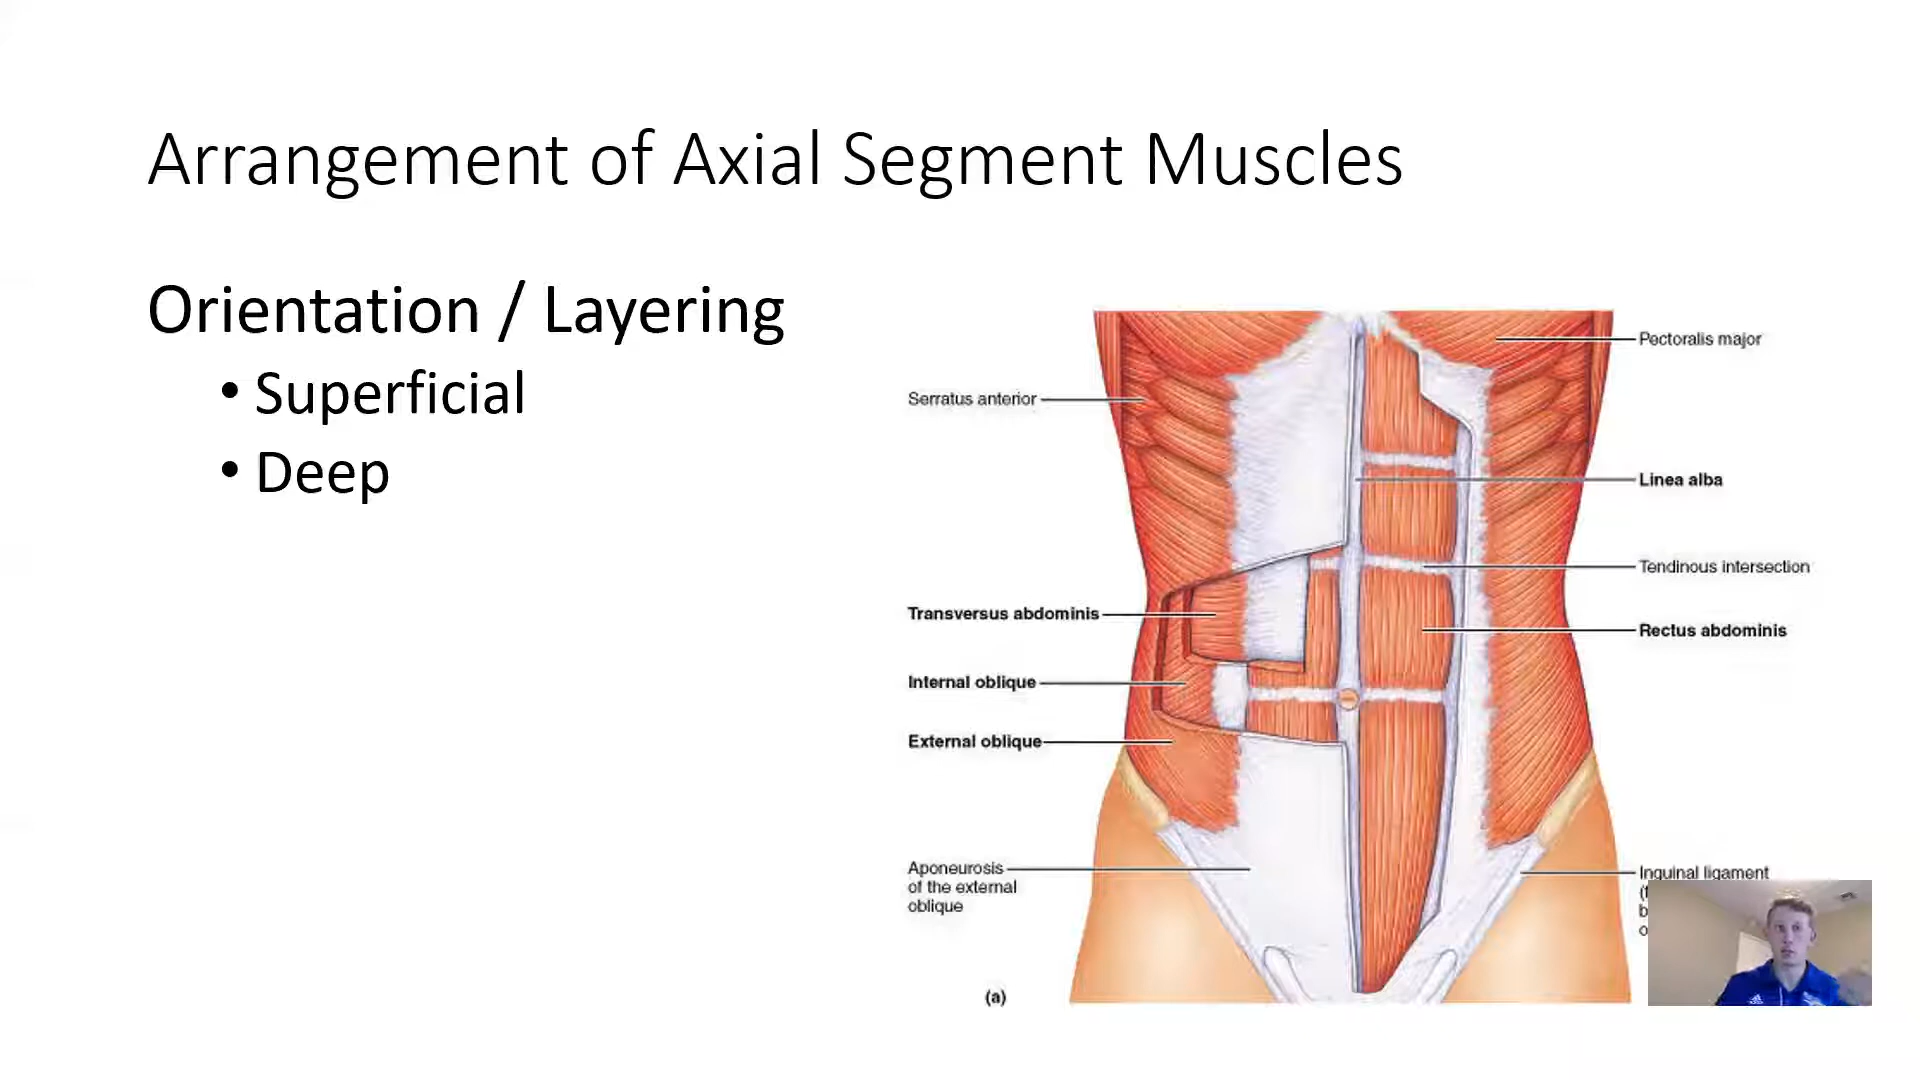 Arrangement of Axial Segment Muscles
Orientation / Layering
• Superficial
• Deep
Serratus anterior
Transversus abdominis
Internal oblique
External oblique
Aponeurosis
of the external
oblique
(a)
Pectoralis major
Linea alba
Tendinous intersection
Rectus abdominis
Inguinal ligament